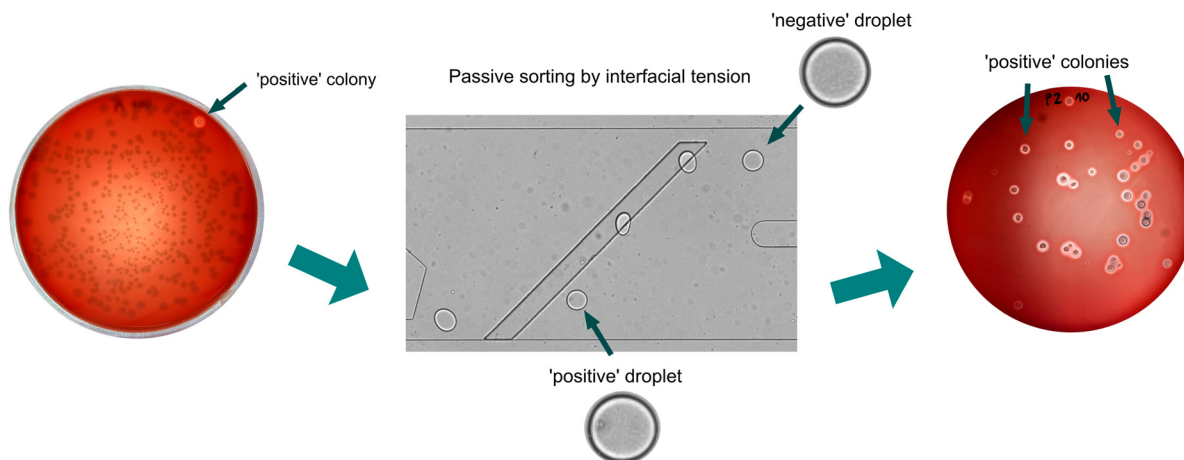 'negative' droplet
'positive' colony
Passive sorting by interfacial tension
'positive' colonies
P2 10
'positive' droplet